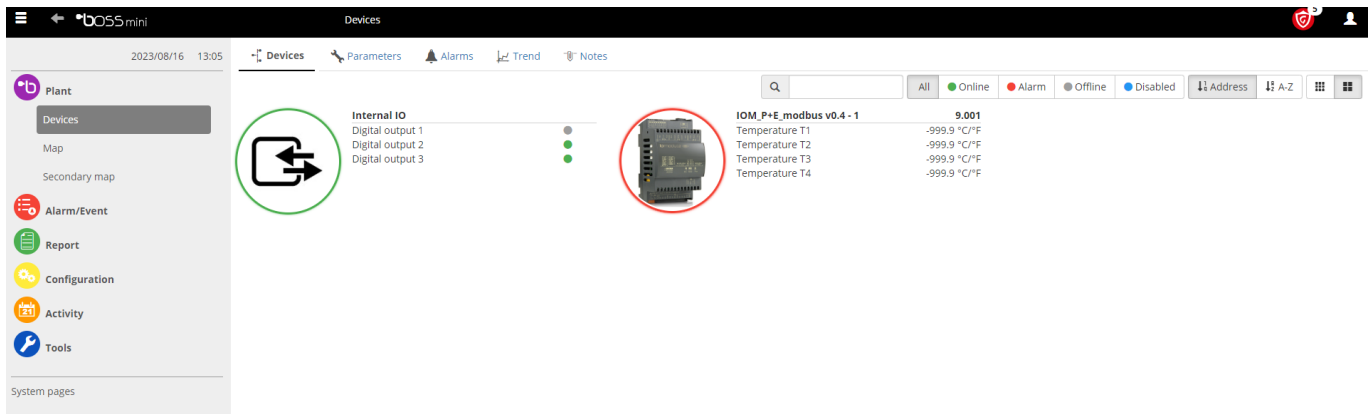 boss mini Devices 5
2023/08/16 13:05
Devices Parameters Alarms Trend Notes
Plant
Devices
Map
Secondary map
Alarm/Event
Report
Configuration
21
Activity
Tools
System pages
All Online Alarm Offline Disabled Address A-Z
Internal IO
Digital output 1
Digital output 2
Digital output 3
IOM_P+E_modbus v0.4 - 1 9.001
Temperature T1 -999.9 °C/°F
Temperature T2 -999.9 °C/°F
Temperature T3 -999.9 °C/°F
Temperature T4 -999.9 °C/°F